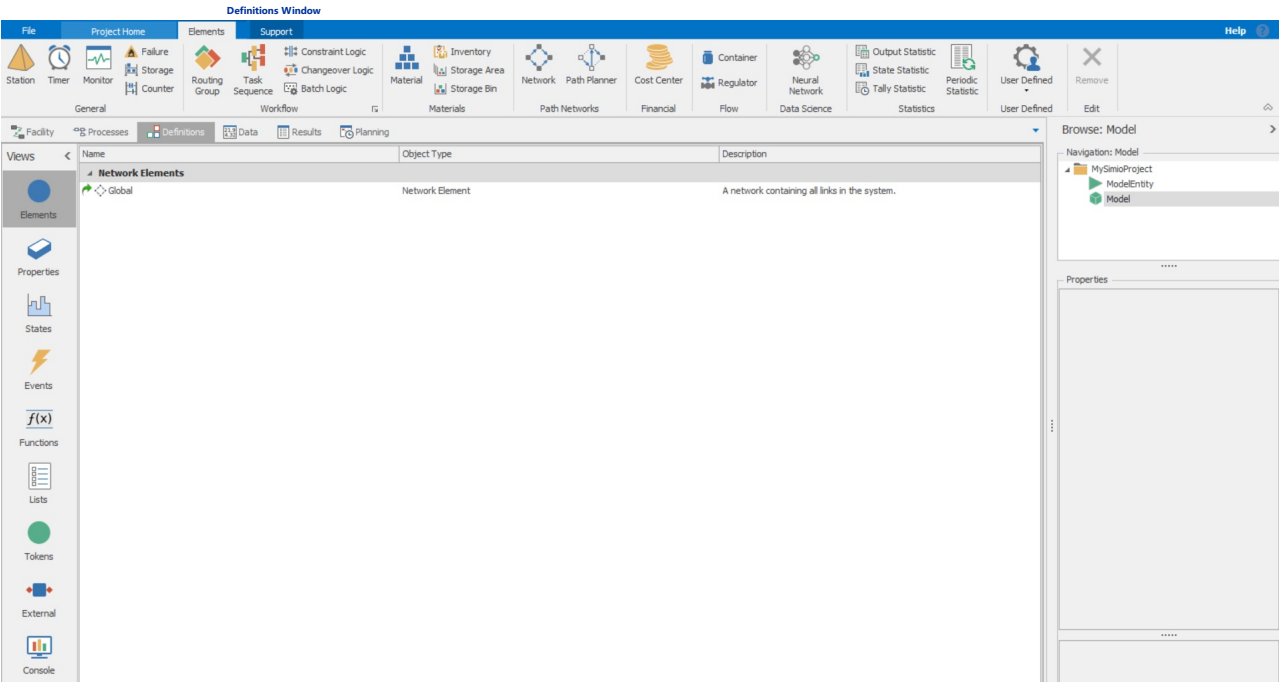 Definitions Window
File Project Home Elements Support Help
Station Timer Monitor Failure Storage Counter Routing Group Task Sequence Constraint Logic Changeover Logic Batch Logic Material Inventory Storage Area Storage Bin Network Path Planner Cost Center Container Regulator Neural Network Output Statistic State Statistic Tally Statistic Periodic Statistic User Defined Remove
General Workflow Materials Path Networks Financial Flow Data Science Statistics User Defined Edit
Facility Processes Definitions Data Results Planning Browse: Model
Views Name Object Type Description Navigation: Model
Network Elements MySimioProject
Global Network Element A network containing all links in the system. ModelEntity
Model
Elements
Properties
Properties
States
Events
f(x)
Functions
Lists
Tokens
External
Console